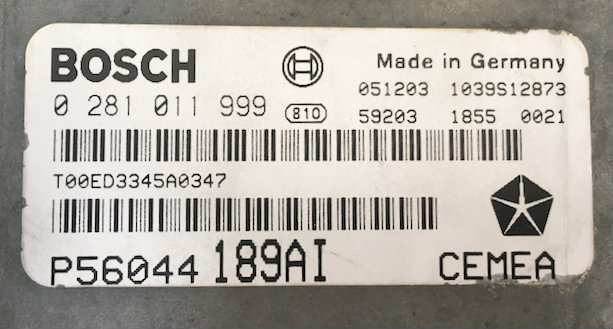 BOSCH Made in Germany
051203 1039S12873
0 281 011 999 810 59203 1855 0021
T00ED3345A0347
P56044 189AI CEMEA